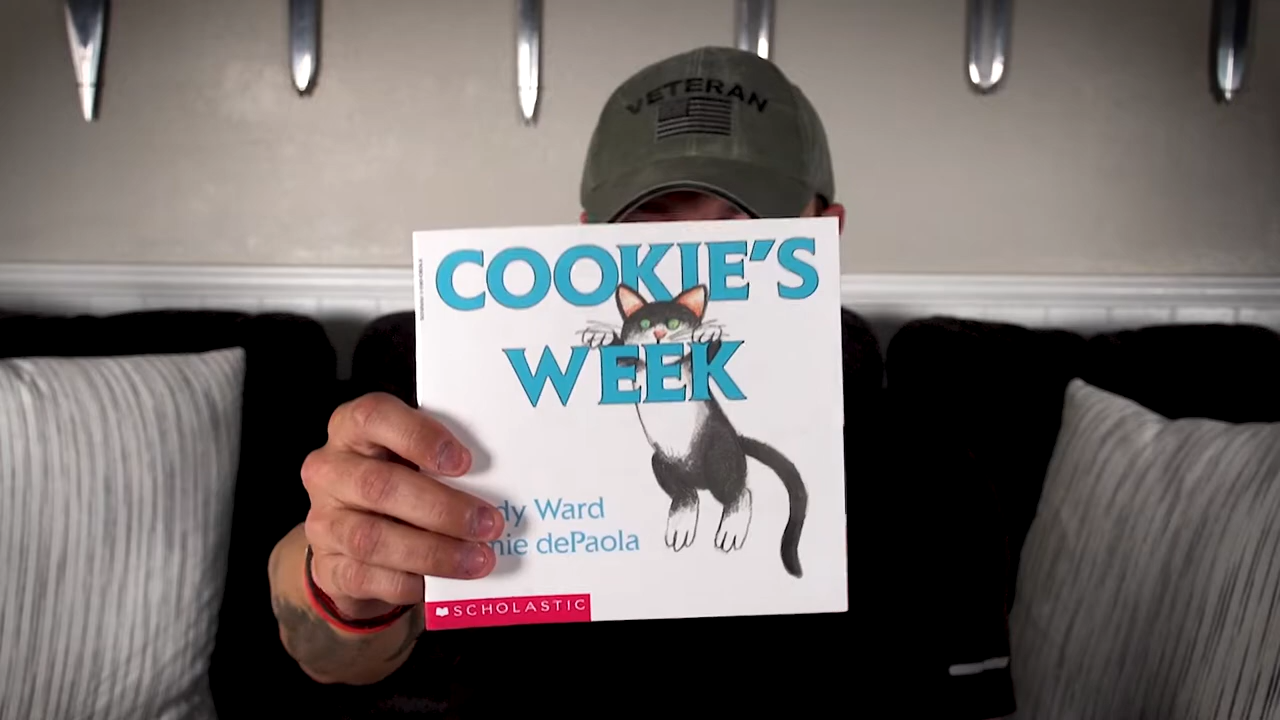 VETERAN
COOKIE'S
WEEK
dy Ward
mie dePaola
SCHOLASTIC